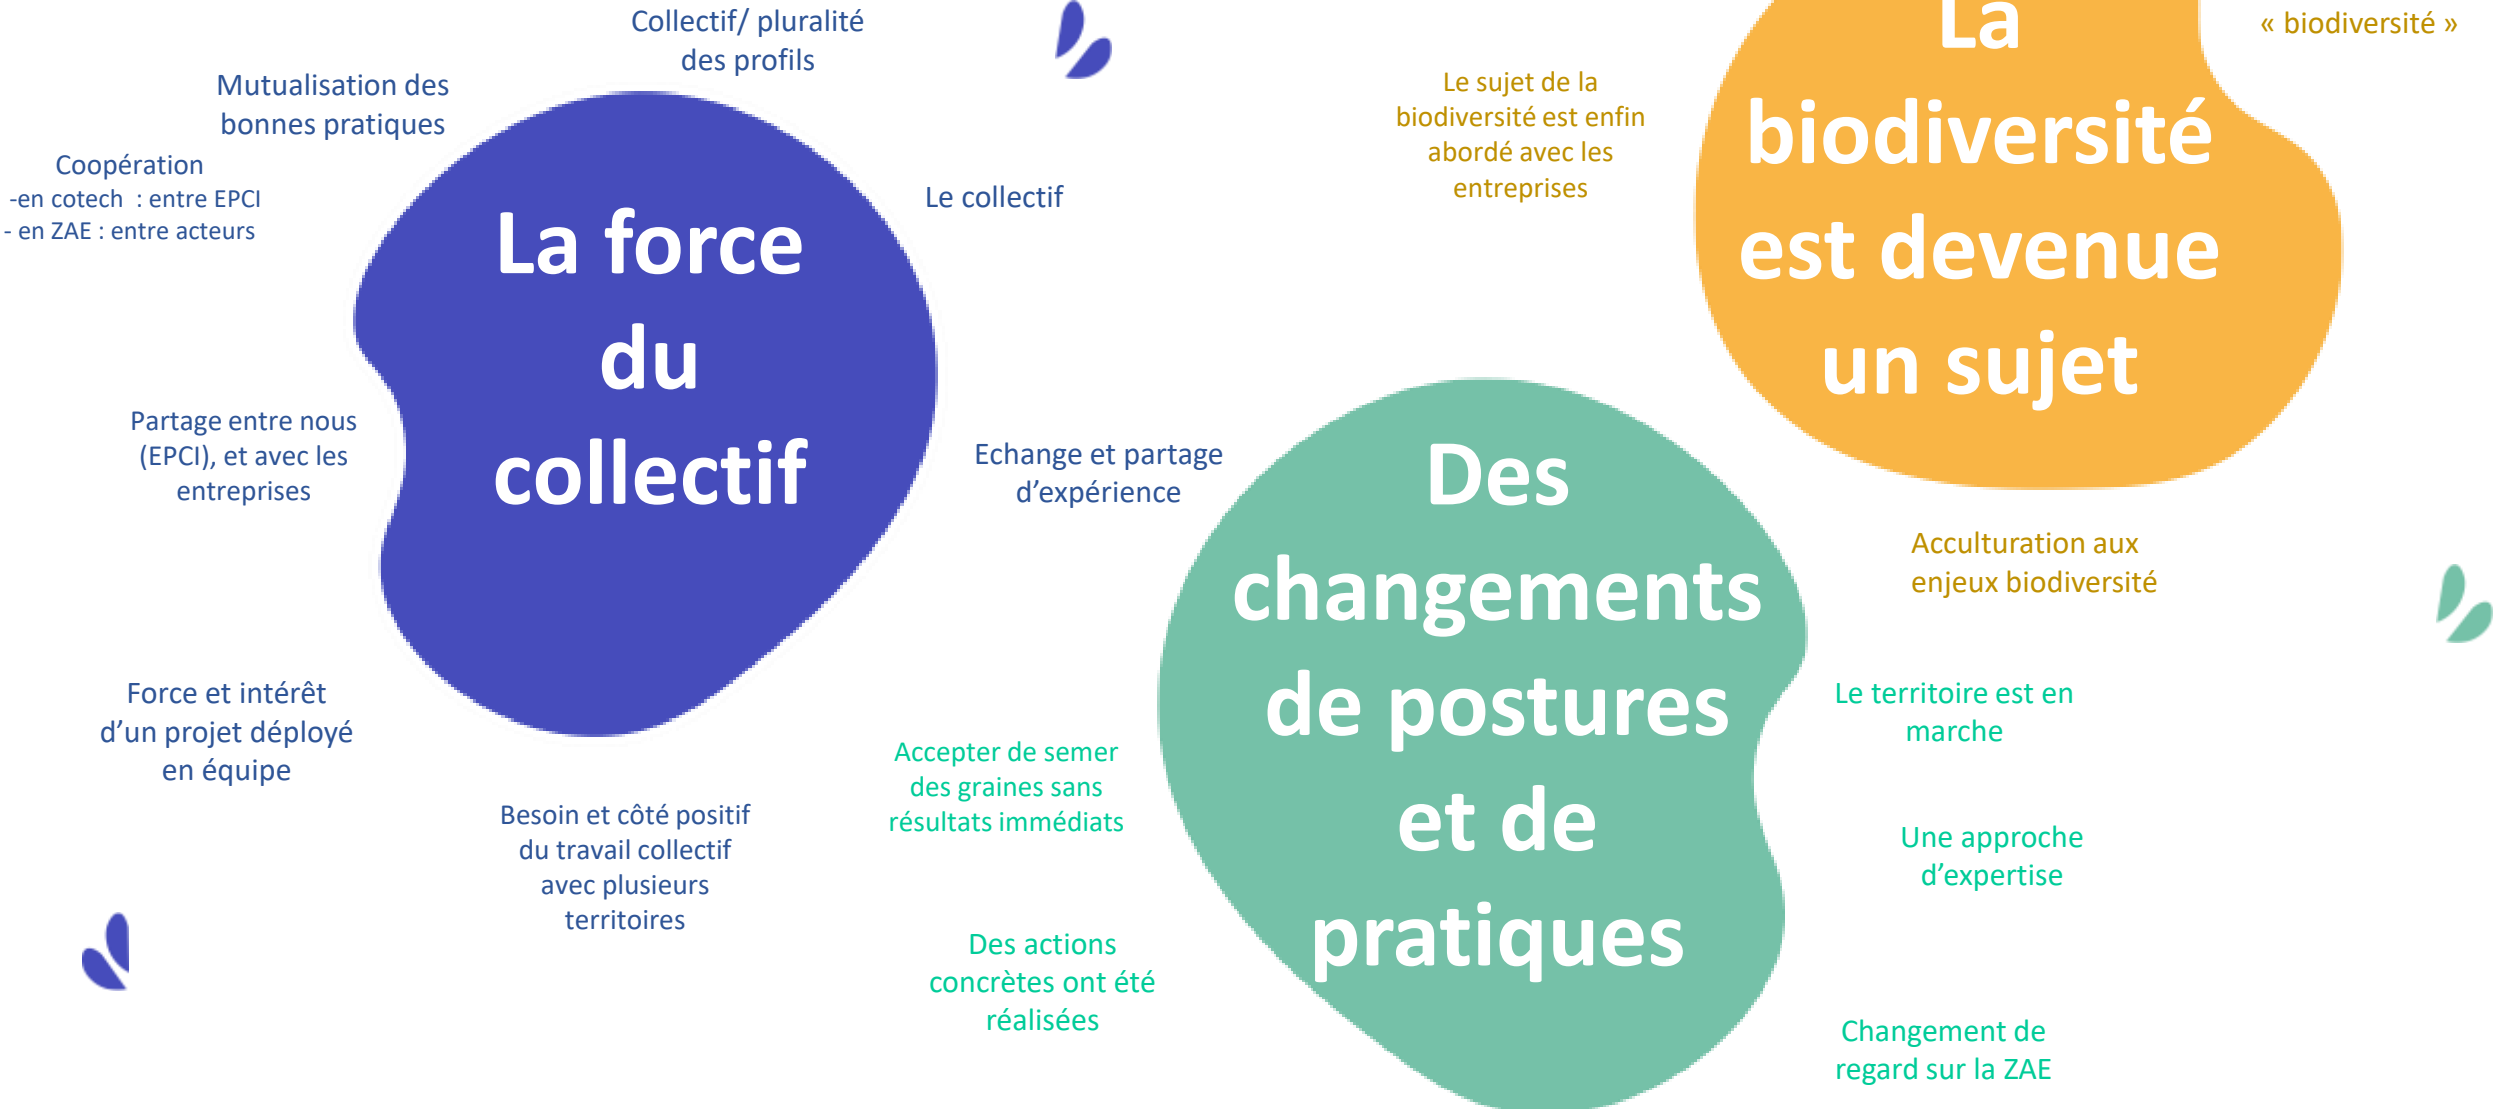 Collectif/ pluralité
des profils
Mutualisation des
bonnes pratiques
Coopération
-en cotech : entre EPCI
- en ZAE : entre acteurs
Le collectif
La force
du
collectif
Partage entre nous
(EPCI), et avec les
entreprises
Echange et partage
d’expérience
Force et intérêt
d’un projet déployé
en équipe
Besoin et côté positif
du travail collectif
avec plusieurs
territoires
« biodiversité »
Le sujet de la
biodiversité est enfin
abordé avec les
entreprises
La
biodiversité
est devenue
un sujet
Acculturation aux
enjeux biodiversité
Des
changements
de postures
et de
pratiques
Accepter de semer
des graines sans
résultats immédiats
Des actions
concrètes ont été
réalisées
Le territoire est en
marche
Une approche
d’expertise
Changement de
regard sur la ZAE